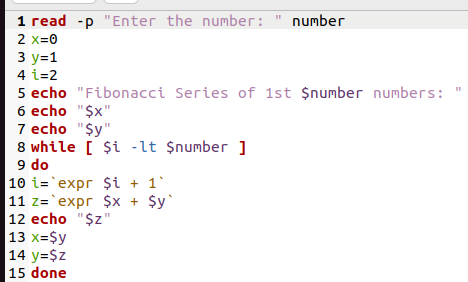 1 read -p "Enter the number: " number
2 x=0
3 y=1
4 i=2
5 echo "Fibonacci Series of 1st $number numbers: "
6 echo "$x"
7 echo "$y"
8 while [ $i -lt $number ]
9 do
10 i=`expr $i + 1`
11 z=`expr $x + $y`
12 echo "$z"
13 x=$y
14 y=$z
15 done